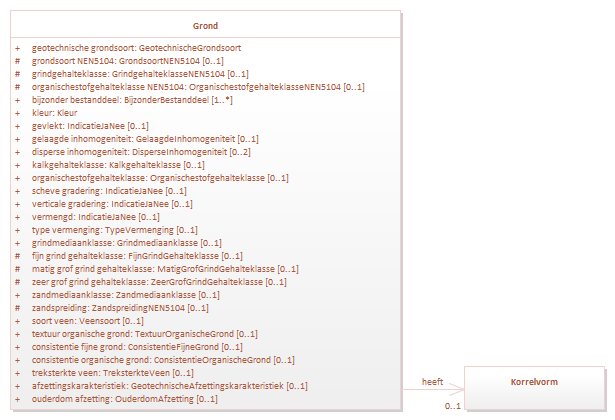 Grond
+ geotechnische grondsoort: GeotechnischeGrondsoort
# grondsoort NEN5104: GrondsoortNEN5104 [0..1]
# grindgehalteklasse: GrindgehalteklasseNEN5104 [0..1]
# organischestofgehalteklasse NEN5104: OrganischestofgehalteklasseNEN5104 [0..1]
+ bijzonder bestanddeel: BijzonderBestanddeel [1..*]
+ kleur: Kleur
+ gevlekt: IndicatieJaNee [0..1]
+ gelaagde inhomogeniteit: GelaagdeInhomogeniteit [0..1]
+ disperse inhomogeniteit: DisperseInhomogeniteit [0..2]
+ kalkgehalteklasse: Kalkgehalteklasse [0..1]
+ organischestofgehalteklasse: Organischestofgehalteklasse [0..1]
+ scheve gradering: IndicatieJaNee [0..1]
+ verticale gradering: IndicatieJaNee [0..1]
+ vermengd: IndicatieJaNee [0..1]
+ type vermenging: TypeVermenging [0..1]
+ grindmediaanklasse: Grindmediaanklasse [0..1]
# fijn grind gehalteklasse: FijnGrindGehalteklasse [0..1]
# matig grof grind gehalteklasse: MatigGrofGrindGehalteklasse [0..1]
# zeer grof grind gehalteklasse: ZeerGrofGrindGehalteklasse [0..1]
+ zandmediaanklasse: Zandmediaanklasse [0..1]
# zandspreiding: ZandspreidingNEN5104 [0..1]
+ soort veen: Veensoort [0..1]
+ textuur organische grond: TextuurOrganischeGrond [0..1]
+ consistentie fijne grond: ConsistentieFijneGrond [0..1]
+ consistentie organische grond: ConsistentieOrganischeGrond [0..1]
+ treksterkte veen: TreksterkteVeen [0..1]
+ afzettingskarakteristiek: GeotechnischeAfzettingskarakteristiek [0..1]
+ ouderdom afzetting: OuderdomAfzetting [0..1]
heeft
0..1
Korrelvorm